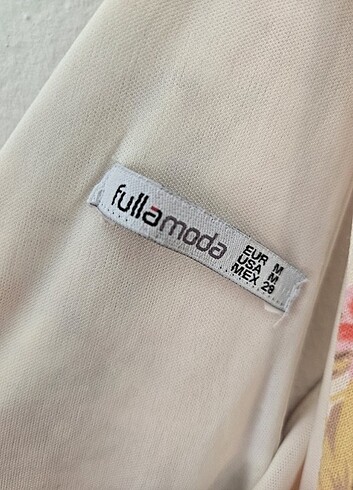 fullamoda
EUR M
USA M
MEX 28